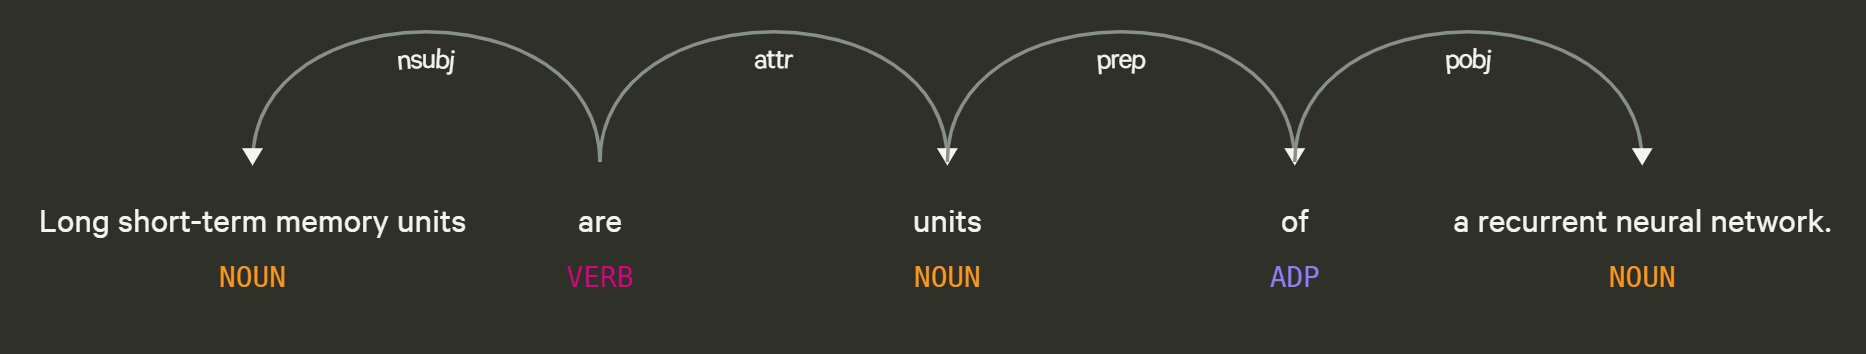 nsubj attr prep pobj
Long short-term memory units are units of a recurrent neural network.
NOUN VERB NOUN ADP NOUN